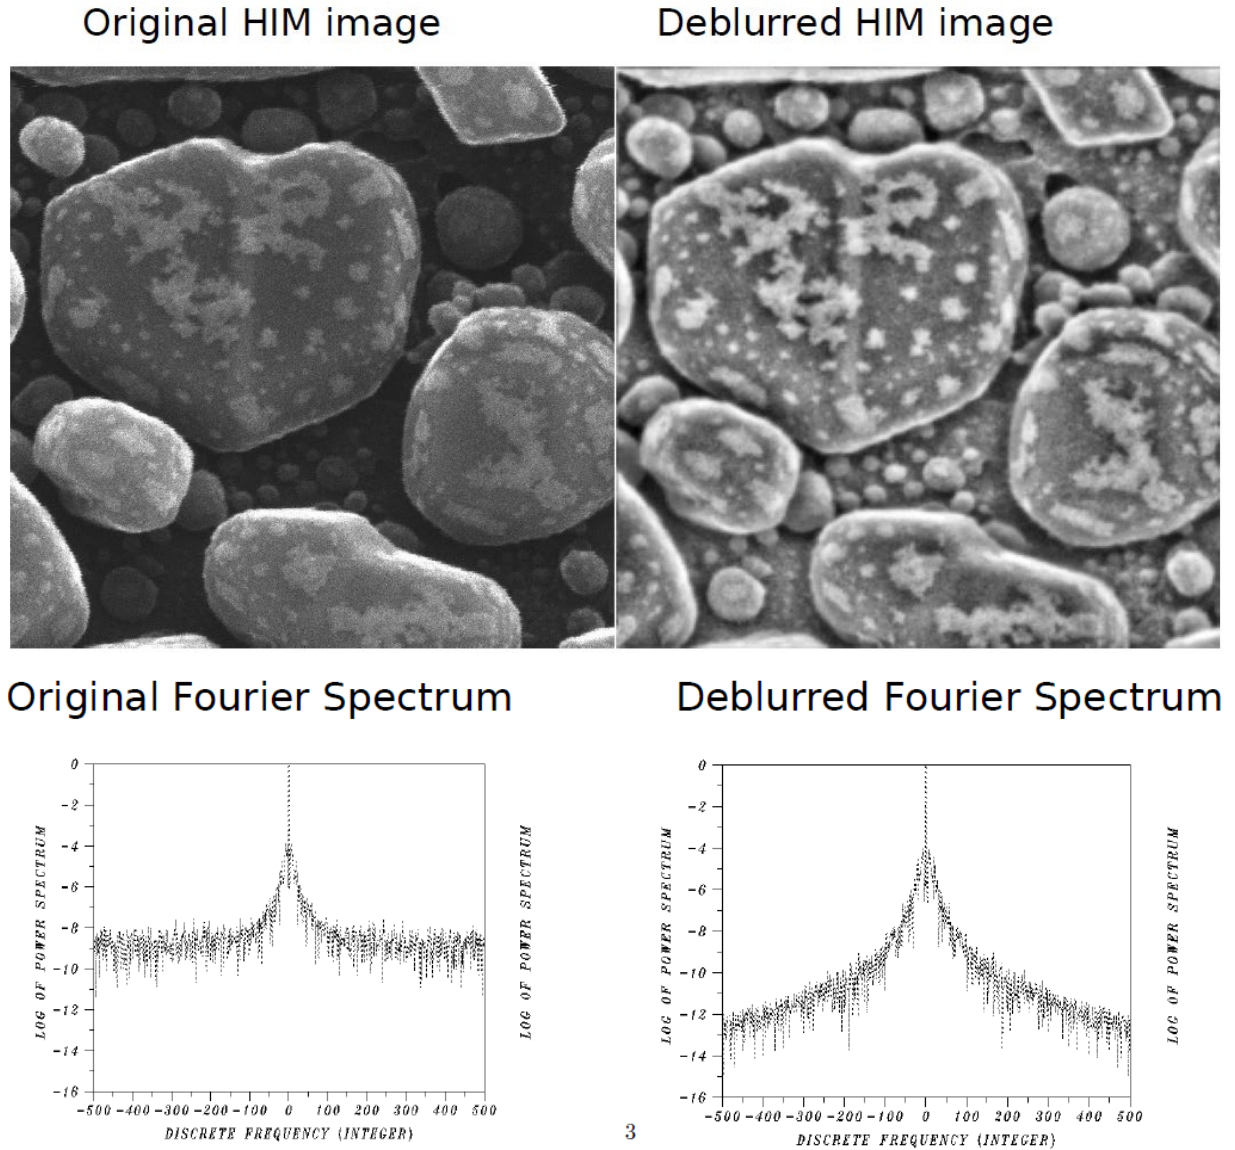 Original HIM image
Deblurred HIM image
Original Fourier Spectrum
Deblurred Fourier Spectrum
LOG OF POWER SPECTRUM
0
-2
-4
-6
-8
-10
-12
-14
-16
-500 -400 -300 -200 -100 0 100 200 300 400 500
DISCRETE FREQUENCY (INTEGER)
LOG OF POWER SPECTRUM
3
LOG OF POWER SPECTRUM
0
-2
-4
-6
-8
-10
-12
-14
-16
-500 -400 -300 -200 -100 0 100 200 300 400 500
DISCRETE FREQUENCY (INTEGER)
LOG OF POWER SPECTRUM